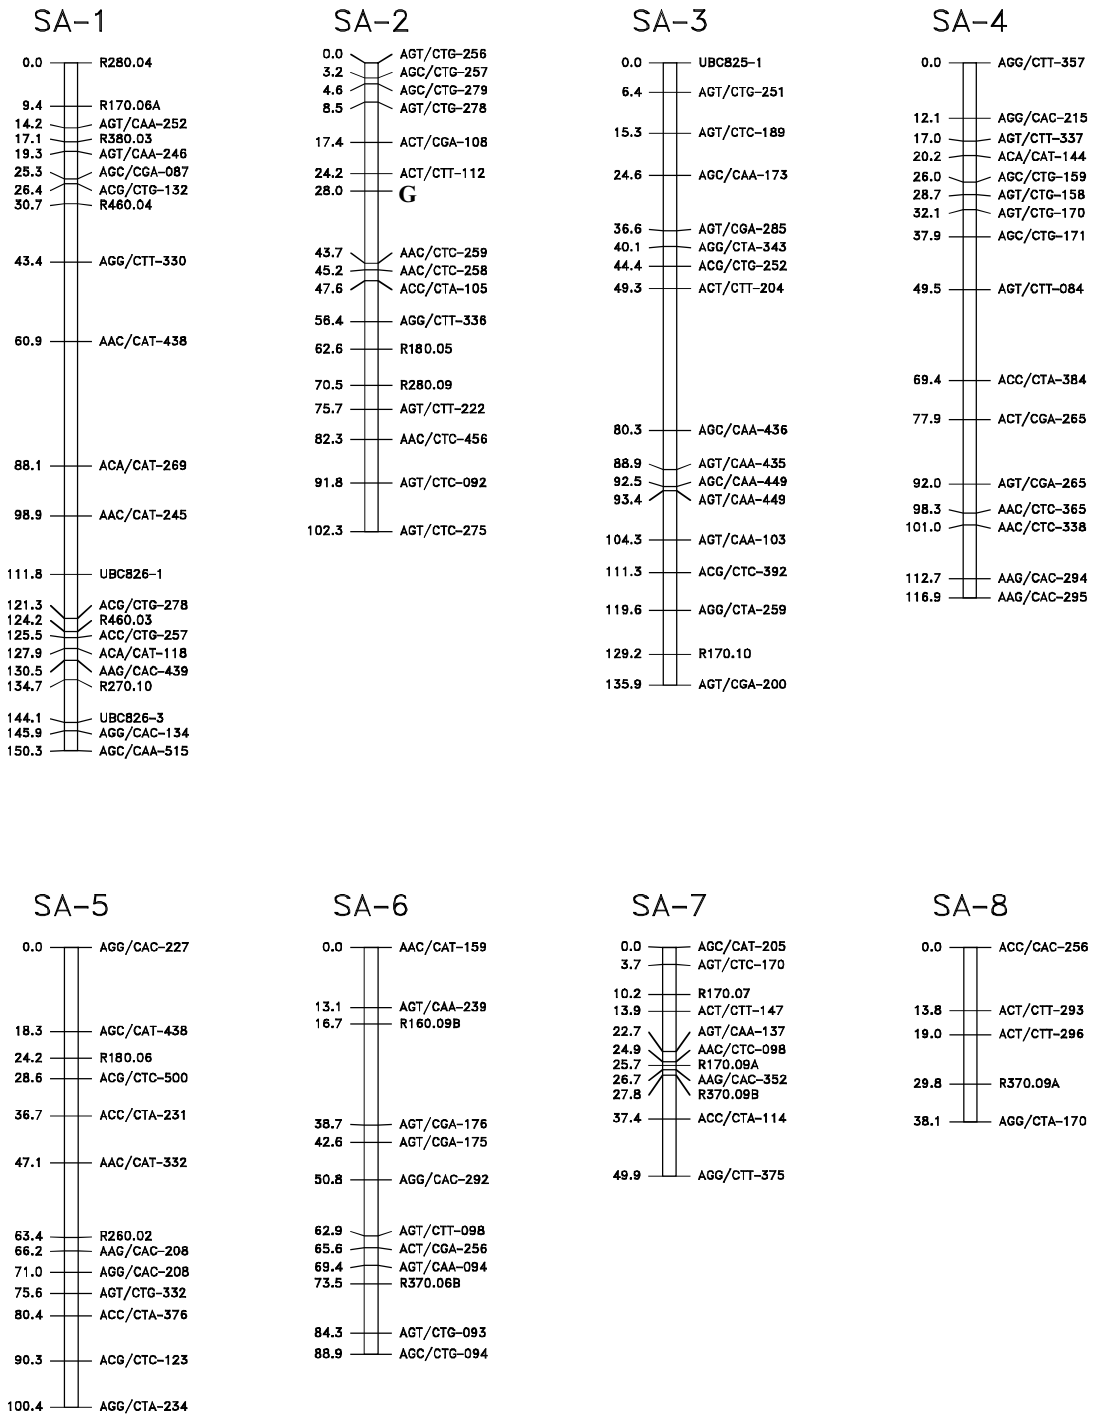 SA-1
0.0 R280.04
9.4 R170.06A
14.2 AGT/CAA-252
17.1 R380.03
19.3 AGT/CAA-246
25.3 AGC/CGA-087
26.4 ACG/CTG-132
30.7 R460.04
43.4 AGG/CTT-330
60.9 AAC/CAT-438
88.1 ACA/CAT-269
98.9 AAC/CAT-245
111.8 UBC826-1
121.3 ACG/CTG-278
124.2 R460.03
125.5 ACC/CTG-257
127.9 ACA/CAT-118
130.5 AAG/CAC-439
134.7 R270.10
144.1 UBC826-3
145.9 AGG/CAC-134
150.3 AGC/CAA-515
SA-2
0.0 AGT/CTG-256
3.2 AGC/CTG-257
4.6 AGC/CTG-279
8.5 AGT/CTG-278
17.4 ACT/CGA-108
24.2 ACT/CTT-112
28.0 G
43.7 AAC/CTC-259
45.2 AAC/CTC-258
47.6 ACC/CTA-105
56.4 AGG/CTT-336
62.6 R180.05
70.5 R280.09
75.7 AGT/CTT-222
82.3 AAC/CTC-456
91.8 AGT/CTC-092
102.3 AGT/CTC-275
SA-3
0.0 UBC825-1
6.4 AGT/CTG-251
15.3 AGT/CTC-189
24.6 AGC/CAA-173
36.6 AGT/CGA-285
40.1 AGG/CTA-343
44.4 ACG/CTG-252
49.3 ACT/CTT-204
80.3 AGC/CAA-436
88.9 AGT/CAA-435
92.5 AGC/CAA-449
93.4 AGT/CAA-449
104.3 AGT/CAA-103
111.3 ACG/CTC-392
119.6 AGG/CTA-259
129.2 R170.10
135.9 AGT/CGA-200
SA-4
0.0 AGG/CTT-357
12.1 AGG/CAC-215
17.0 AGT/CTT-337
20.2 ACA/CAT-144
26.0 AGC/CTG-159
28.7 AGT/CTG-158
32.1 AGT/CTG-170
37.9 AGC/CTG-171
49.5 AGT/CTT-084
69.4 ACC/CTA-384
77.9 ACT/CGA-265
92.0 AGT/CGA-265
98.3 AAC/CTC-365
101.0 AAC/CTC-338
112.7 AAG/CAC-294
116.9 AAG/CAC-295
SA-5
0.0 AGG/CAC-227
18.3 AGC/CAT-438
24.2 R180.06
28.6 ACG/CTC-500
36.7 ACC/CTA-231
47.1 AAC/CAT-332
63.4 R260.02
66.2 AAG/CAC-208
71.0 AGG/CAC-208
75.6 AGT/CTG-332
80.4 ACC/CTA-376
90.3 ACG/CTC-123
100.4 AGG/CTA-234
SA-6
0.0 AAC/CAT-159
13.1 AGT/CAA-239
16.7 R160.09B
38.7 AGT/CGA-176
42.6 AGT/CGA-175
50.8 AGG/CAC-292
62.9 AGT/CTT-098
65.6 ACT/CGA-256
69.4 AGT/CAA-094
73.5 R370.06B
84.3 AGT/CTG-093
88.9 AGC/CTG-094
SA-7
0.0 AGC/CAT-205
3.7 AGT/CTC-170
10.2 R170.07
13.9 ACT/CTT-147
22.7 AGT/CAA-137
24.9 AAC/CTC-098
25.7 R170.09A
26.7 AAG/CAC-352
27.8 R370.09B
37.4 ACC/CTA-114
49.9 AGG/CTT-375
SA-8
0.0 ACC/CAC-256
13.8 ACT/CTT-293
19.0 ACT/CTT-296
29.8 R370.09A
38.1 AGG/CTA-170